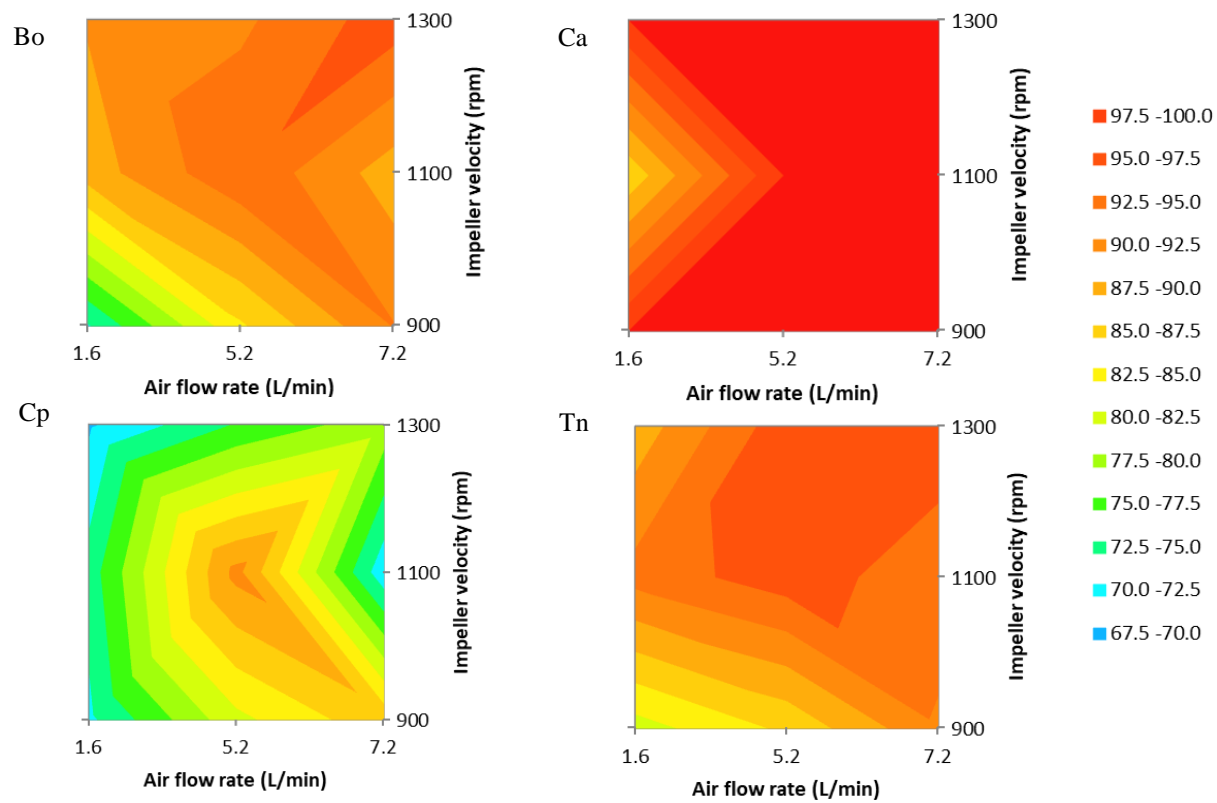 Bo
1300
1100
900
Impeller velocity (rpm)
1.6 5.2 7.2
Air flow rate (L/min)
Ca
1300
1100
900
Impeller velocity (rpm)
1.6 5.2 7.2
Air flow rate (L/min)
Cp
1300
1100
900
Impeller velocity (rpm)
1.6 5.2 7.2
Air flow rate (L/min)
Tn
1300
1100
900
Impeller velocity (rpm)
1.6 5.2 7.2
Air flow rate (L/min)
97.5 -100.0
95.0 -97.5
92.5 -95.0
90.0 -92.5
87.5 -90.0
85.0 -87.5
82.5 -85.0
80.0 -82.5
77.5 -80.0
75.0 -77.5
72.5 -75.0
70.0 -72.5
67.5 -70.0